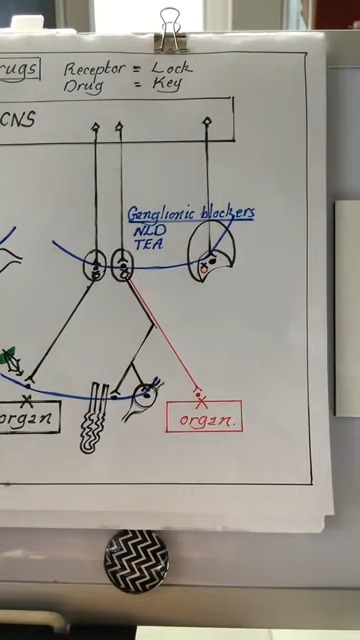 rugs
Receptor = Lock
Drug = Key
CNS
Ganglionic blockers
NLD
TEA
organ
organ.